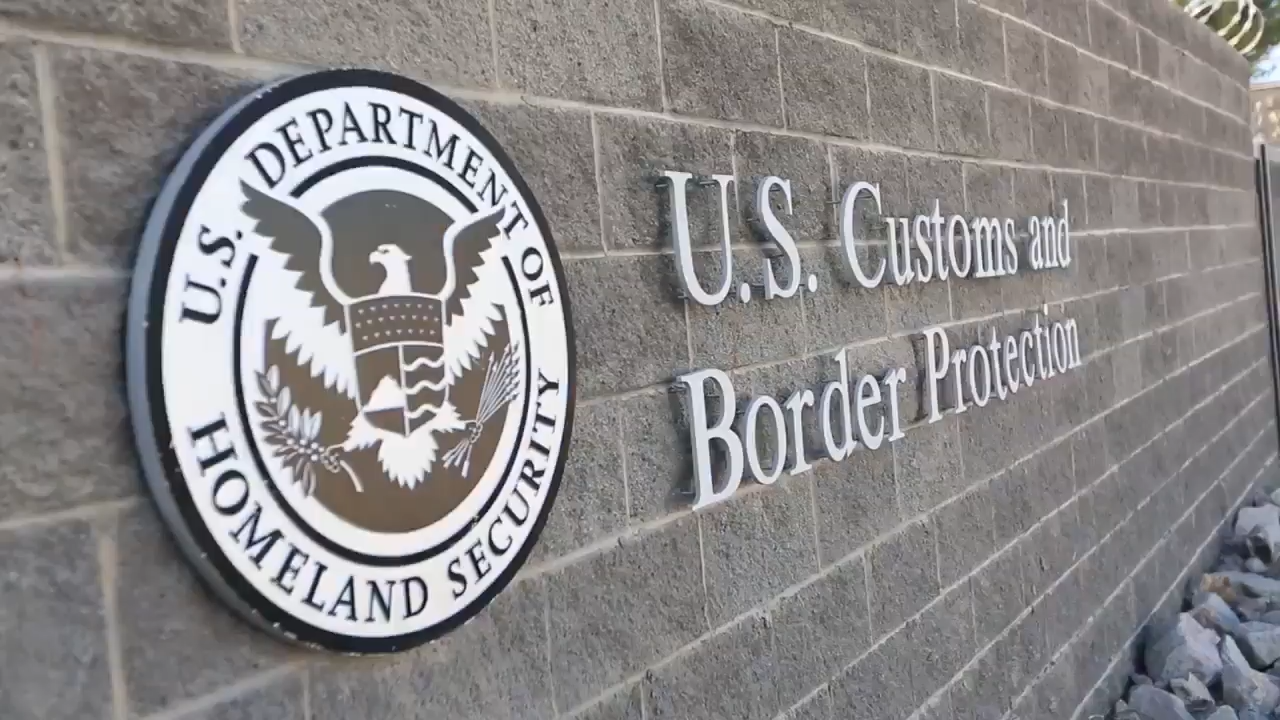 U.S. DEPARTMENT OF
HOMELAND SECURITY
U.S. Customs and
Border Protection